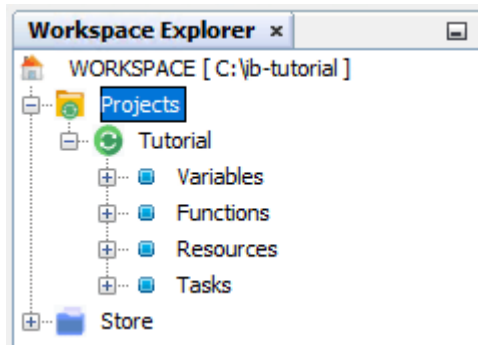 Workspace Explorer ×
WORKSPACE [ C:\ib-tutorial ]
Projects
Tutorial
Variables
Functions
Resources
Tasks
Store